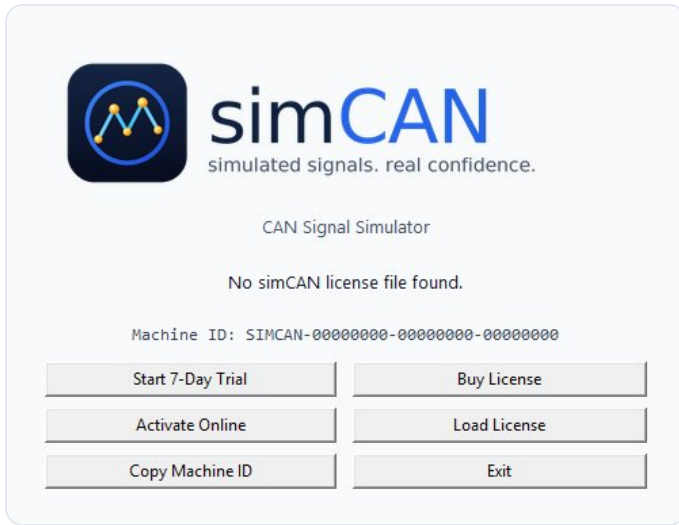 simCAN
simulated signals. real confidence.
CAN Signal Simulator
No simCAN license file found.
Machine ID: SIMCAN-00000000-00000000-00000000
Start 7-Day Trial
Buy License
Activate Online
Load License
Copy Machine ID
Exit